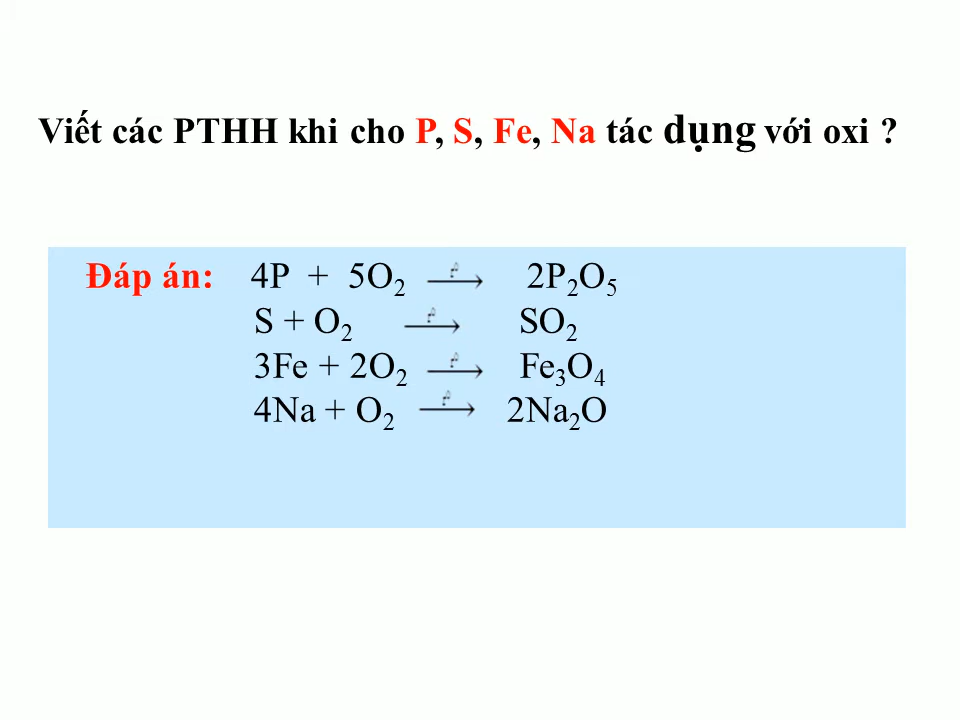 Viết các PTHH khi cho P, S, Fe, Na tác dụng với oxi ?
Đáp án: 4P + 5O₂ ⟶ 2P₂O₅
S + O₂ ⟶ SO₂
3Fe + 2O₂ ⟶ Fe₃O₄
4Na + O₂ ⟶ 2Na₂O